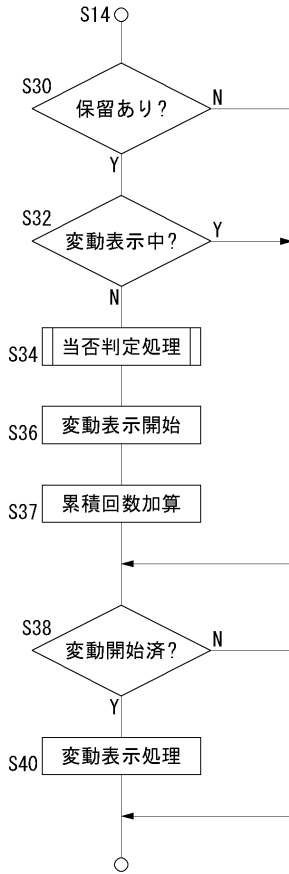 S14
S30
保留あり?
N
Y
S32
変動表示中?
Y
N
S34
当否判定処理
S36
変動表示開始
S37
累積回数加算
S38
変動開始済?
N
Y
S40
変動表示処理